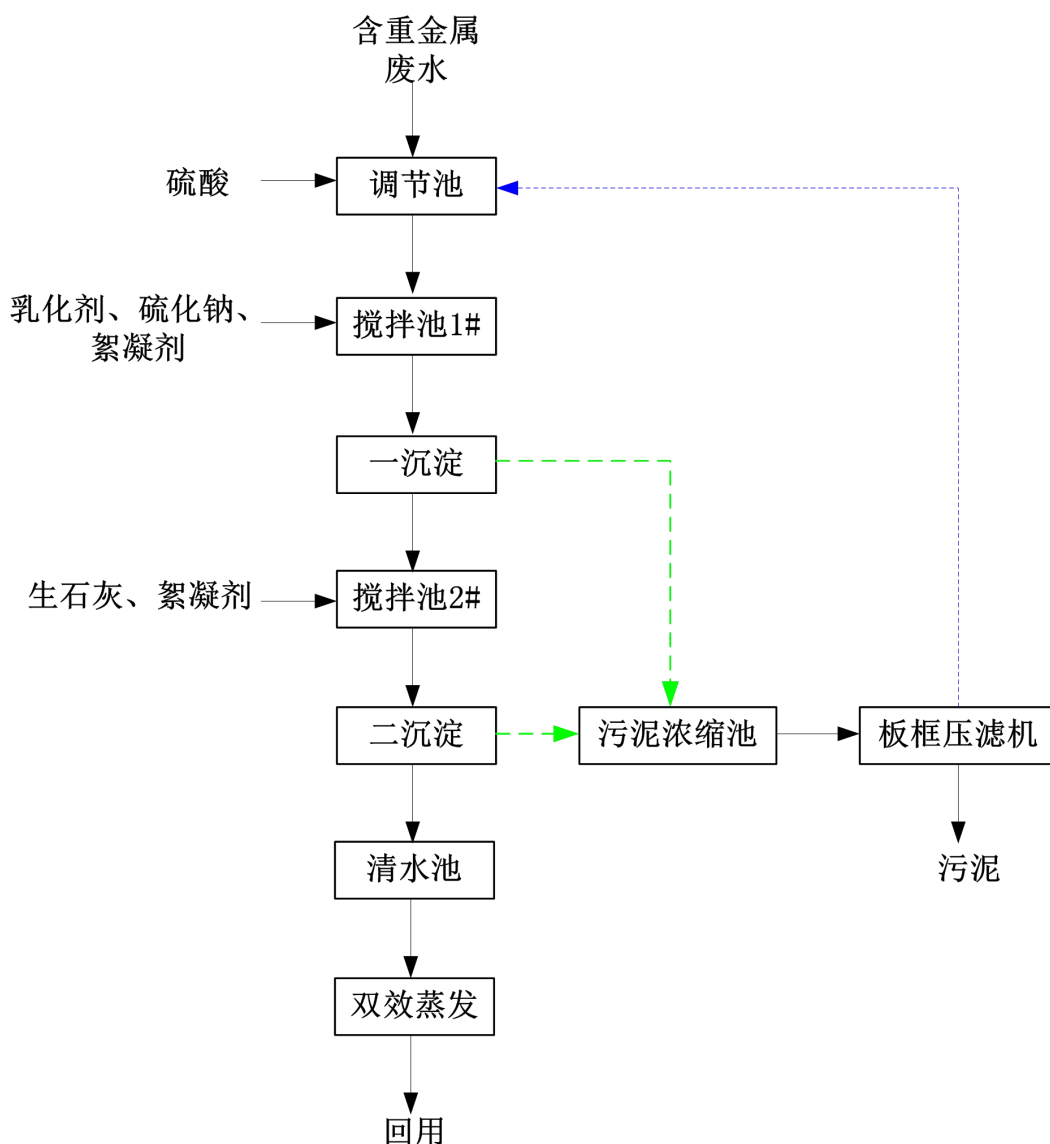 含重金属
废水
硫酸
调节池
乳化剂、硫化钠、
絮凝剂
搅拌池1#
一沉淀
生石灰、絮凝剂
搅拌池2#
二沉淀
污泥浓缩池
板框压滤机
清水池
污泥
双效蒸发
回用